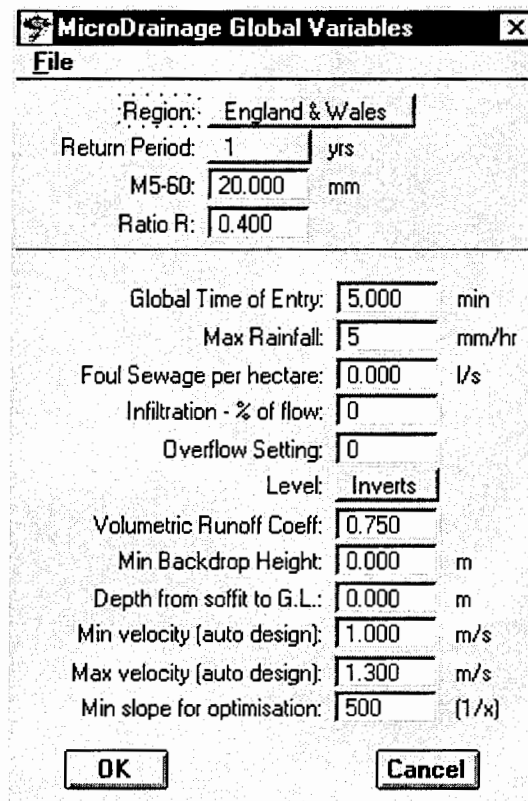 MicroDrainage Global Variables
File
Region: England & Wales
Return Period: 1 yrs
M5-60: 20.000 mm
Ratio R: 0.400
Global Time of Entry: 5.000 min
Max Rainfall: 5 mm/hr
Foul Sewage per hectare: 0.000 l/s
Infiltration - % of flow: 0
Overflow Setting: 0
Level: Inverts
Volumetric Runoff Coeff: 0.750
Min Backdrop Height: 0.000 m
Depth from soffit to G.L.: 0.000 m
Min velocity (auto design): 1.000 m/s
Max velocity (auto design): 1.300 m/s
Min slope for optimisation: 500 (1/x)
OK Cancel